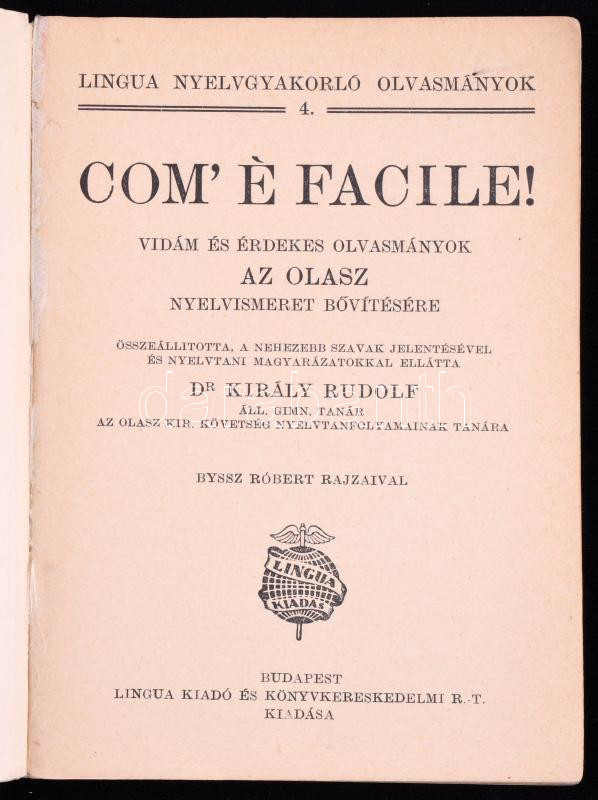 LINGUA NYELVGYAKORLÓ OLVASMÁNYOK
4.
COM' È FACILE!
VIDÁM ÉS ÉRDEKES OLVASMÁNYOK
AZ OLASZ
NYELVISMERET BŐVÍTÉSÉRE
ÖSSZEÁLLITOTTA, A NEHEZEBB SZAVAK JELENTÉSÉVEL
ÉS NYELVTANI MAGYARÁZATOKKAL ELLÁTTA
DR KIRÁLY RUDOLF
ÁLL. GIMN. TANÁR
AZ OLASZ KIR. KÖVETSÉG NYELVTANFOLYAMAINAK TANÁRA
BYSSZ RÓBERT RAJZAIVAL
LINGUA
KIADÁS
BUDAPEST
LINGUA KIADÓ ÉS KÖNYVKERESKEDELMI R.-T.
KIADÁSA